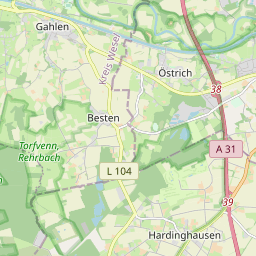 Gahlen
Kreis Wesel
Östrich
38
Besten
Torfvenn
Rehrbach
A 31
L 104
39
Hardinghausen